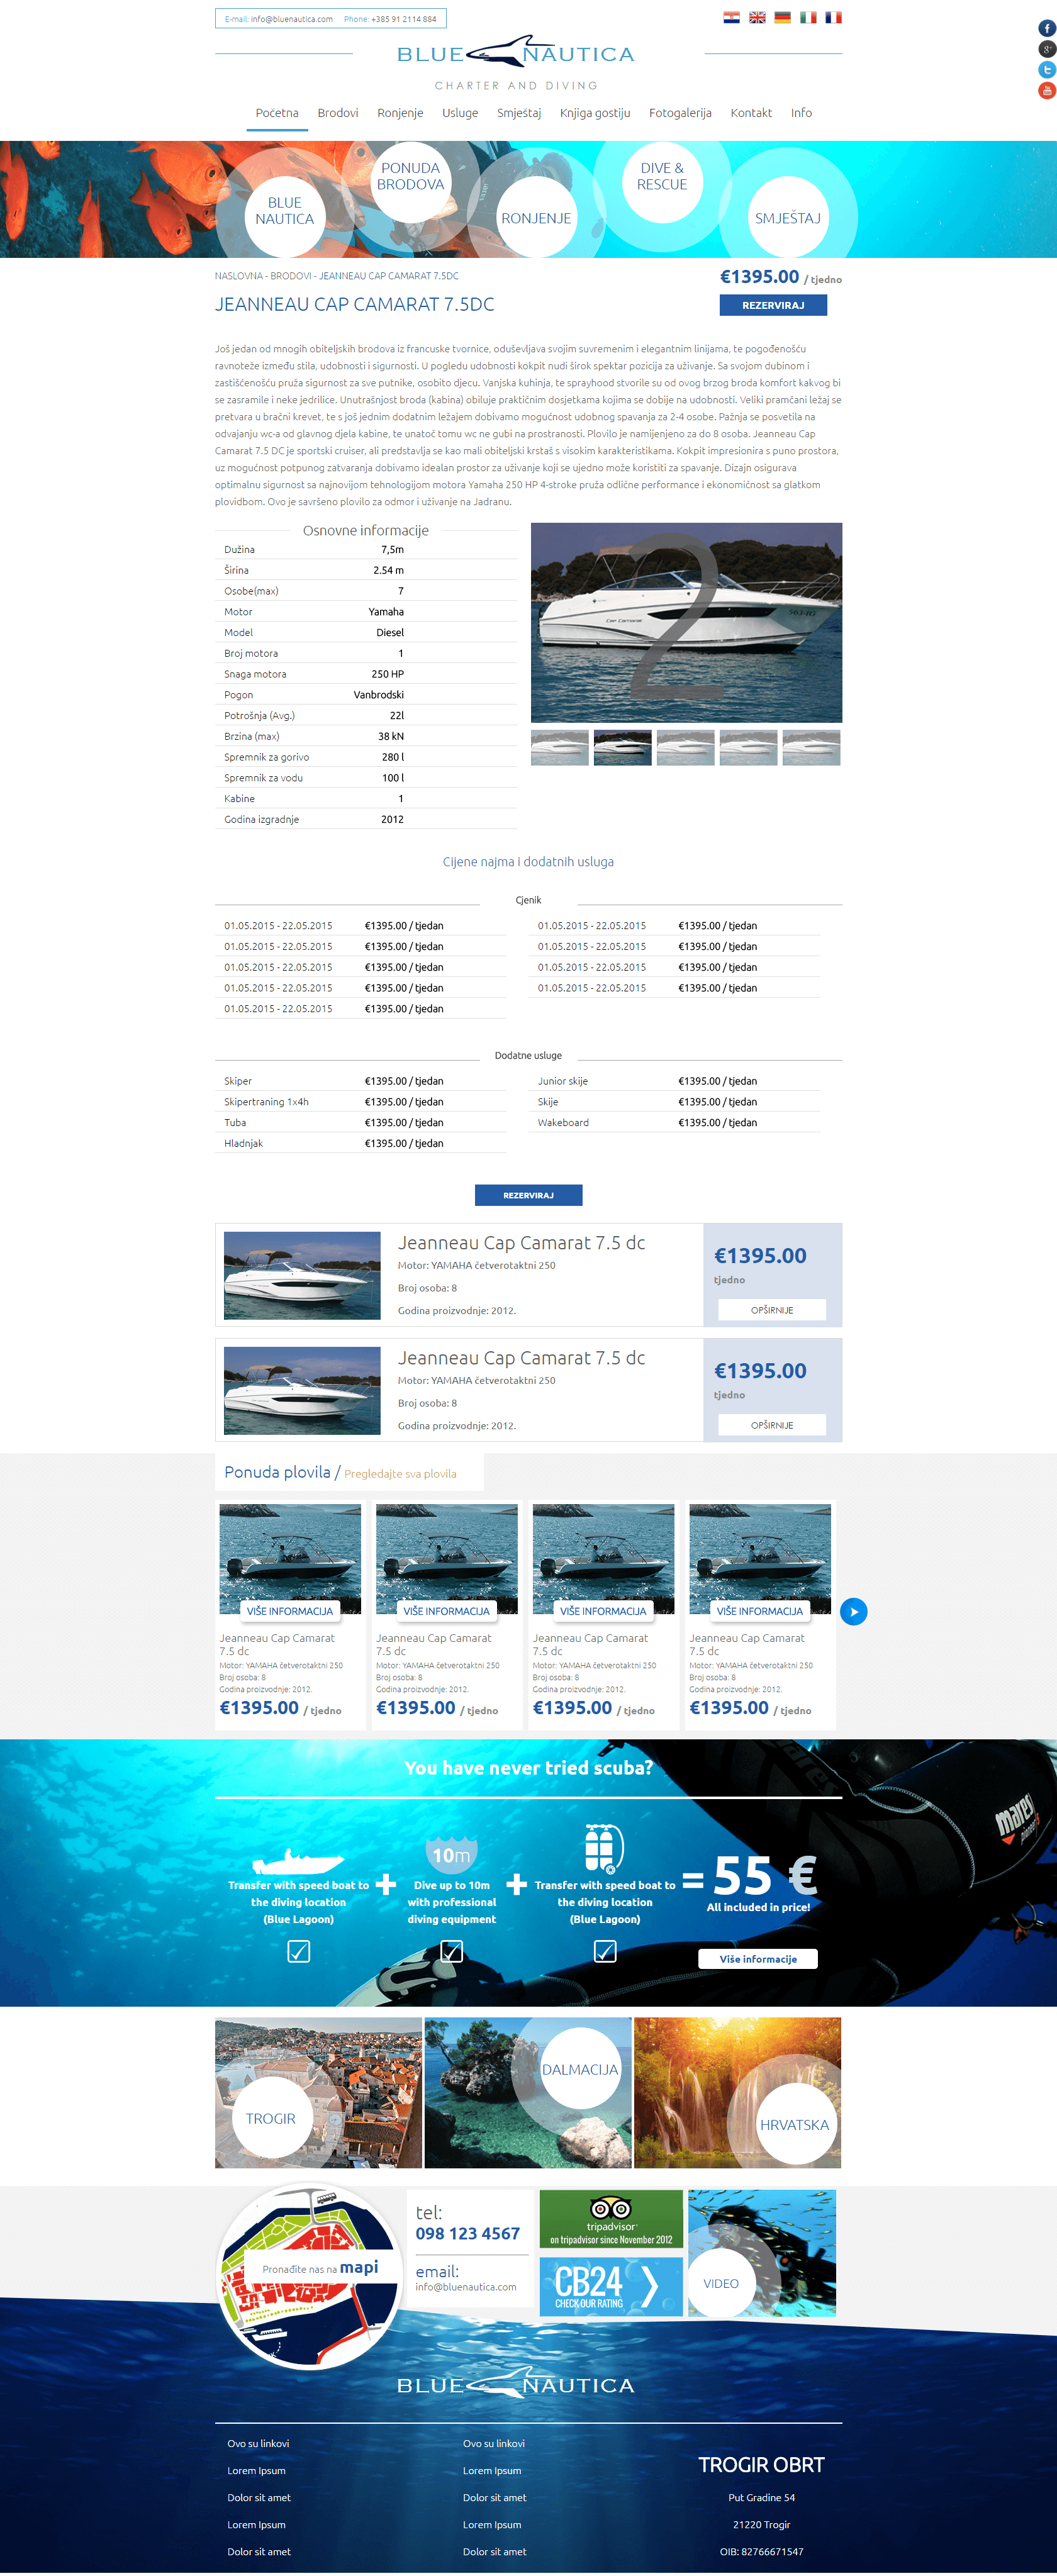 E-mail: info@bluenautica.com Phone: +385 91 2114 884
BLUE NAUTICA
CHARTER AND DIVING
Početna Brodovi Ronjenje Usluge Smještaj Knjiga gostiju Fotogalerija Kontakt Info
BLUE
NAUTICA
PONUDA
BRODOVA
RONJENJE
DIVE &
RESCUE
SMJEŠTAJ
NASLOVNA - BRODOVI - JEANNEAU CAP CAMARAT 7.5DC
€1395.00 / tjedno
JEANNEAU CAP CAMARAT 7.5DC
REZERVIRAJ
Još jedan od mnogih obiteljskih brodova iz francuske tvornice, oduševljava svojim suvremenim i elegantnim linijama, te pogođenošću
ravnoteže između stila, udobnosti i sigurnosti. U pogledu udobnosti kokpit nudi širok spektar pozicija za uživanje. Sa svojom dubinom i
zastišćenošću pruža sigurnost za sve putnike, osobito djecu. Vanjska kuhinja, te sprayhood stvorile su od ovog brzog broda komfort kakvog bi
se zasramile i neke jedrilice. Unutrašnjost broda (kabina) obiluje praktičnim dosjetkama kojima se dobije na udobnosti. Veliki pramčani ležaj se
pretvara u bračni krevet, te s još jednim dodatnim ležajem dobivamo mogućnost udobnog spavanja za 2-4 osobe. Pažnja se posvetila na
odvajanju wc-a od glavnog djela kabine, te unatoč tomu wc ne gubi na prostranosti. Plovilo je namijenjeno za do 8 osoba. Jeanneau Cap
Camarat 7.5 DC je sportski cruiser, ali predstavlja se kao mali obiteljski krstaš s visokim karakteristikama. Kokpit impresionira s puno prostora,
uz mogućnost potpunog zatvaranja dobivamo idealan prostor za uživanje koji se ujedno može koristiti za spavanje. Dizajn osigurava
optimalnu sigurnost sa najnovijom tehnologijom motora Yamaha 250 HP 4-stroke pruža odlične performance i ekonomičnost sa glatkom
plovidbom. Ovo je savršeno plovilo za odmor i uživanje na Jadranu.
Osnovne informacije
Dužina 7,5m
Širina 2.54 m
Osobe(max) 7
Motor Yamaha
Model Diesel
Broj motora 1
Snaga motora 250 HP
Pogon Vanbrodski
Potrošnja (Avg.) 22l
Brzina (max) 38 kN
Spremnik za gorivo 280 l
Spremnik za vodu 100 l
Kabine 1
Godina izgradnje 2012
2
Cap Camarat
Cijene najma i dodatnih usluga
Cjenik
01.05.2015 - 22.05.2015 €1395.00 / tjedan 01.05.2015 - 22.05.2015 €1395.00 / tjedan
01.05.2015 - 22.05.2015 €1395.00 / tjedan 01.05.2015 - 22.05.2015 €1395.00 / tjedan
01.05.2015 - 22.05.2015 €1395.00 / tjedan 01.05.2015 - 22.05.2015 €1395.00 / tjedan
01.05.2015 - 22.05.2015 €1395.00 / tjedan 01.05.2015 - 22.05.2015 €1395.00 / tjedan
01.05.2015 - 22.05.2015 €1395.00 / tjedan
Dodatne usluge
Skiper €1395.00 / tjedan Junior skije €1395.00 / tjedan
Skipertraning 1x4h €1395.00 / tjedan Skije €1395.00 / tjedan
Tuba €1395.00 / tjedan Wakeboard €1395.00 / tjedan
Hladnjak €1395.00 / tjedan
REZERVIRAJ
Jeanneau Cap Camarat 7.5 dc
Motor: YAMAHA četverotaktni 250
Broj osoba: 8
Godina proizvodnje: 2012.
€1395.00
tjedno
OPŠIRNIJE
Jeanneau Cap Camarat 7.5 dc
Motor: YAMAHA četverotaktni 250
Broj osoba: 8
Godina proizvodnje: 2012.
€1395.00
tjedno
OPŠIRNIJE
Ponuda plovila / Pregledajte sva plovila
VIŠE INFORMACIJA VIŠE INFORMACIJA VIŠE INFORMACIJA VIŠE INFORMACIJA
Jeanneau Cap Camarat Jeanneau Cap Camarat Jeanneau Cap Camarat Jeanneau Cap Camarat
7.5 dc 7.5 dc 7.5 dc 7.5 dc
Motor: YAMAHA četverotaktni 250 Motor: YAMAHA četverotaktni 250 Motor: YAMAHA četverotaktni 250 Motor: YAMAHA četverotaktni 250
Broj osoba: 8 Broj osoba: 8 Broj osoba: 8 Broj osoba: 8
Godina proizvodnje: 2012. Godina proizvodnje: 2012. Godina proizvodnje: 2012. Godina proizvodnje: 2012.
€1395.00 / tjedno €1395.00 / tjedno €1395.00 / tjedno €1395.00 / tjedno
You have never tried scuba?
mares
Transfer with speed boat to
the diving location
(Blue Lagoon)
+
10m
Dive up to 10m
with professional
diving equipment
+
Transfer with speed boat to
the diving location
(Blue Lagoon)
= 55 €
All included in price!
Više informacije
TROGIR
DALMACIJA
HRVATSKA
Pronađite nas na mapi
tel:
098 123 4567
email:
info@bluenautica.com
tripadvisor
on tripadvisor since November 2012
CB24
CHECK OUR RATING
VIDEO
BLUE NAUTICA
Ovo su linkovi
Lorem Ipsum
Dolor sit amet
Lorem Ipsum
Dolor sit amet
Ovo su linkovi
Lorem Ipsum
Dolor sit amet
Lorem Ipsum
Dolor sit amet
TROGIR OBRT
Put Gradine 54
21220 Trogir
OIB: 82766671547